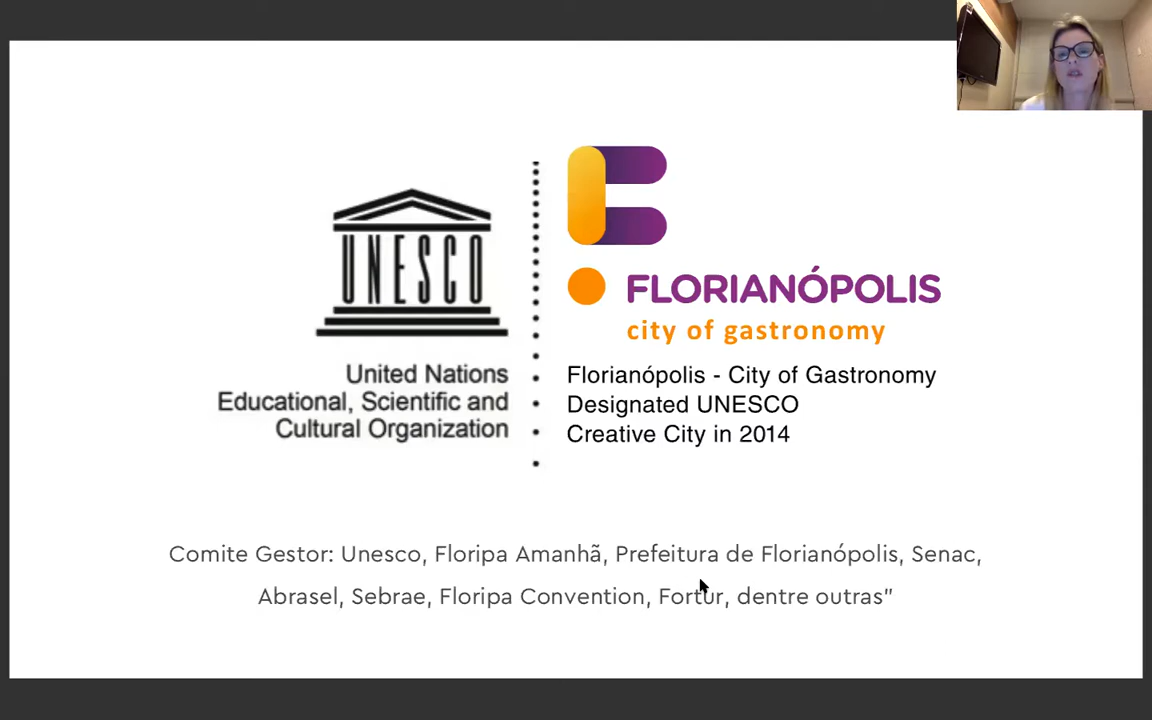 UNESCO
United Nations
Educational, Scientific and
Cultural Organization
FLORIANÓPOLIS
city of gastronomy
Florianópolis - City of Gastronomy
Designated UNESCO
Creative City in 2014
Comite Gestor: Unesco, Floripa Amanhã, Prefeitura de Florianópolis, Senac,
Abrasel, Sebrae, Floripa Convention, Fortur, dentre outras”